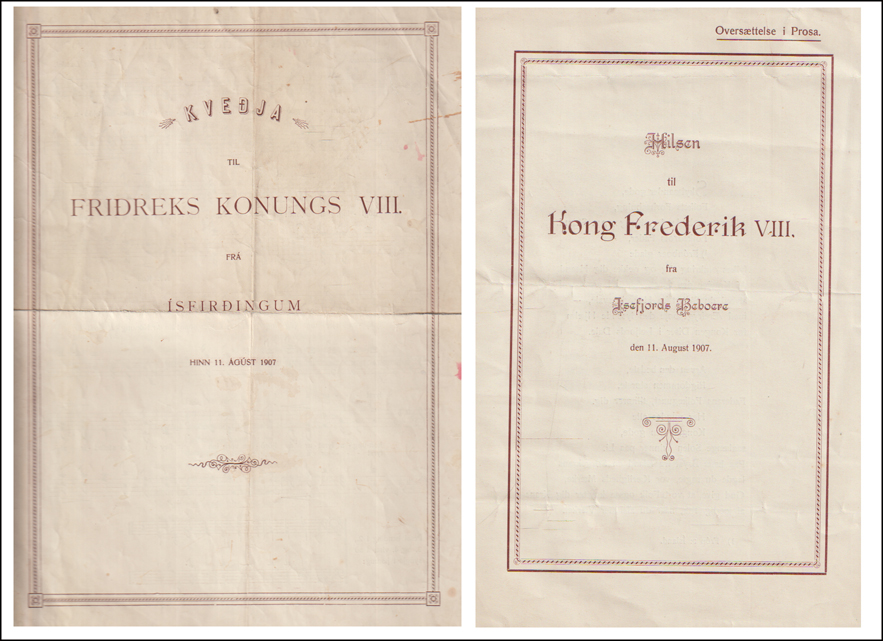 KVEÐJA
TIL
FRIÐREKS KONUNGS VIII.
FRÁ
ÍSFIRÐINGUM
HINN 11. ÁGÚST 1907
Oversættelse i Prosa.
Hilsen
til
Kong Frederik VIII.
fra
Isefjords Beboere
den 11. August 1907.